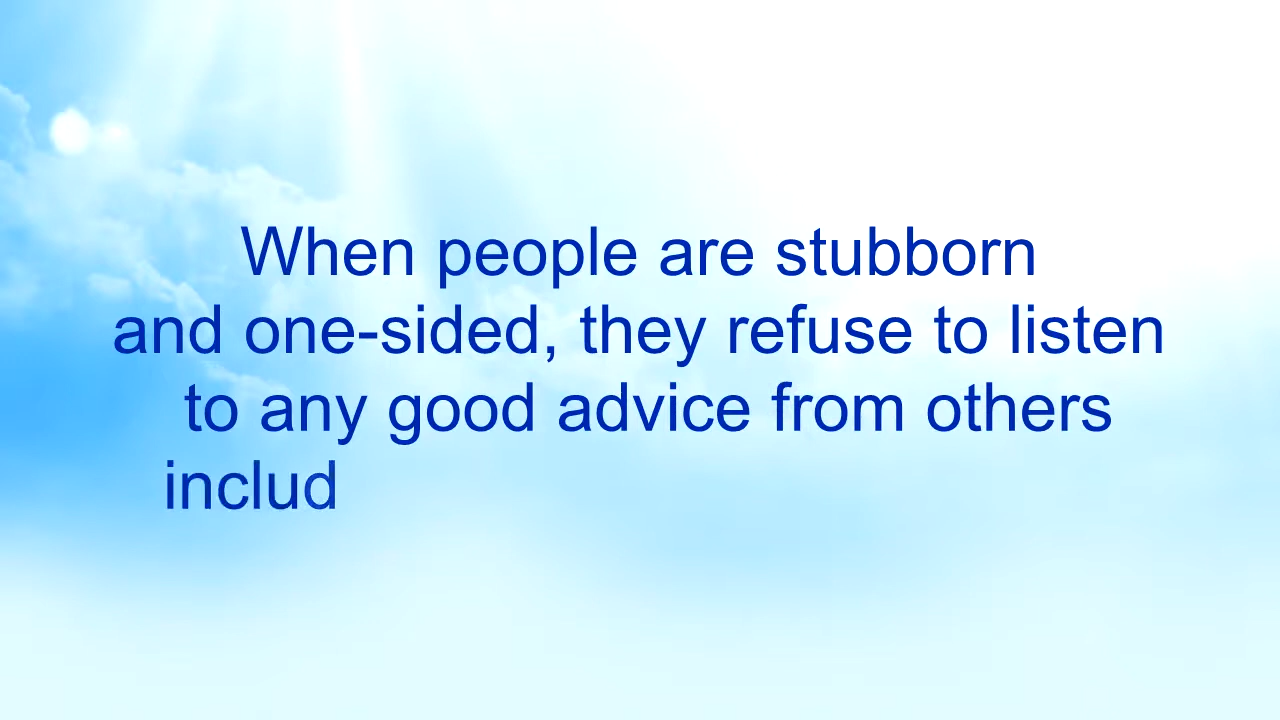 When people are stubborn
and one-sided, they refuse to listen
to any good advice from others
includ